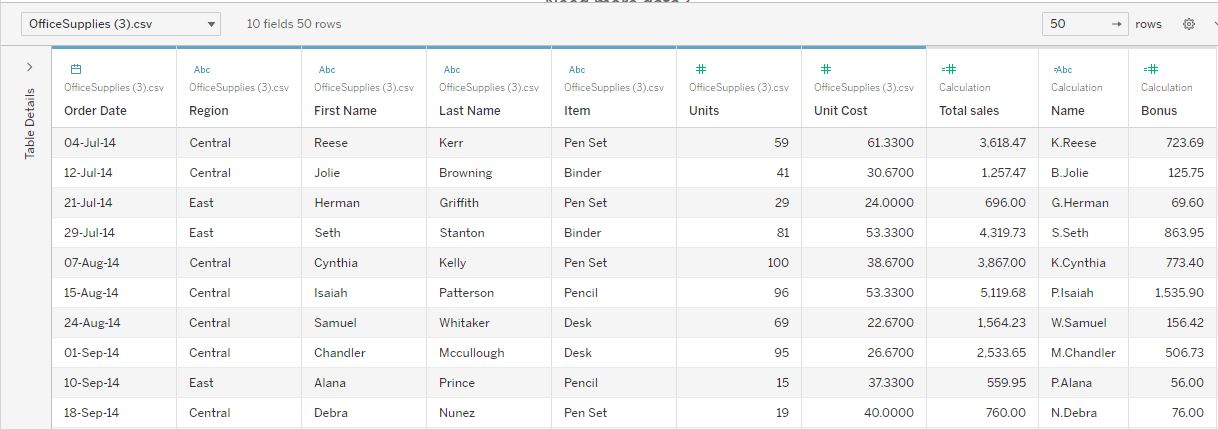 OfficeSupplies (3).csv 10 fields 50 rows 50 → rows
Table Details
Abc Abc Abc Abc # # =# =Abc =#
OfficeSupplies (3).csv OfficeSupplies (3).csv OfficeSupplies (3).csv OfficeSupplies (3).csv OfficeSupplies (3).csv OfficeSupplies (3).csv OfficeSupplies (3).csv Calculation Calculation Calculation
Order Date Region First Name Last Name Item Units Unit Cost Total sales Name Bonus
04-Jul-14 Central Reese Kerr Pen Set 59 61.3300 3,618.47 K.Reese 723.69
12-Jul-14 Central Jolie Browning Binder 41 30.6700 1,257.47 B.Jolie 125.75
21-Jul-14 East Herman Griffith Pen Set 29 24.0000 696.00 G.Herman 69.60
29-Jul-14 East Seth Stanton Binder 81 53.3300 4,319.73 S.Seth 863.95
07-Aug-14 Central Cynthia Kelly Pen Set 100 38.6700 3,867.00 K.Cynthia 773.40
15-Aug-14 Central Isaiah Patterson Pencil 96 53.3300 5,119.68 P.Isaiah 1,535.90
24-Aug-14 Central Samuel Whitaker Desk 69 22.6700 1,564.23 W.Samuel 156.42
01-Sep-14 Central Chandler Mccullough Desk 95 26.6700 2,533.65 M.Chandler 506.73
10-Sep-14 East Alana Prince Pencil 15 37.3300 559.95 P.Alana 56.00
18-Sep-14 Central Debra Nunez Pen Set 19 40.0000 760.00 N.Debra 76.00